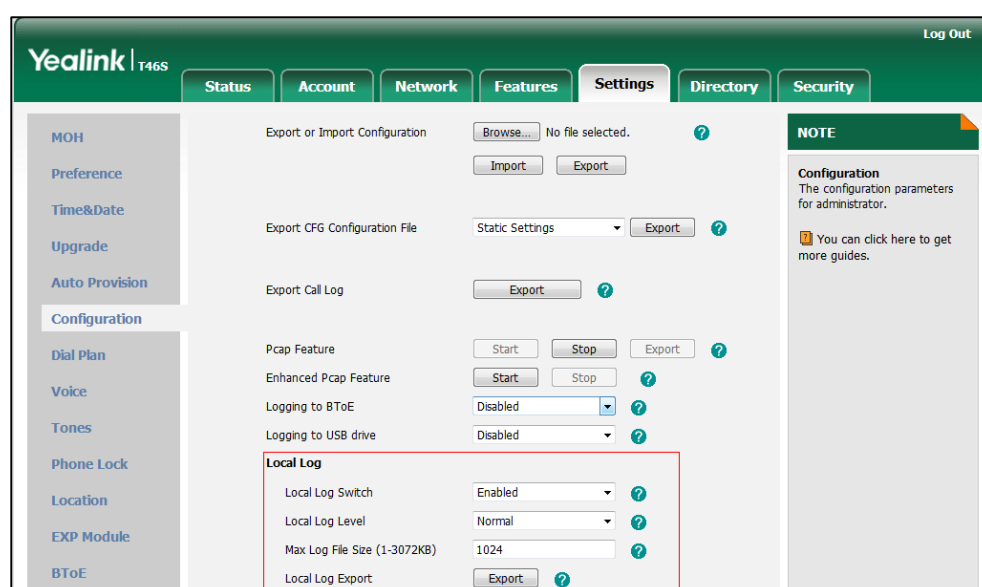 Log Out
Yealink | T46S
Status Account Network Features Settings Directory Security
MOH
Preference
Time&Date
Upgrade
Auto Provision
Configuration
Dial Plan
Voice
Tones
Phone Lock
Location
EXP Module
BToE
Export or Import Configuration Browse... No file selected. ?
Import Export
Export CFG Configuration File Static Settings Export ?
Export Call Log Export ?
Pcap Feature Start Stop Export ?
Enhanced Pcap Feature Start Stop ?
Logging to BToE Disabled ?
Logging to USB drive Disabled ?
Local Log
Local Log Switch Enabled ?
Local Log Level Normal ?
Max Log File Size (1-3072KB) 1024 ?
Local Log Export Export ?
NOTE
Configuration
The configuration parameters
for administrator.
? You can click here to get
more guides.